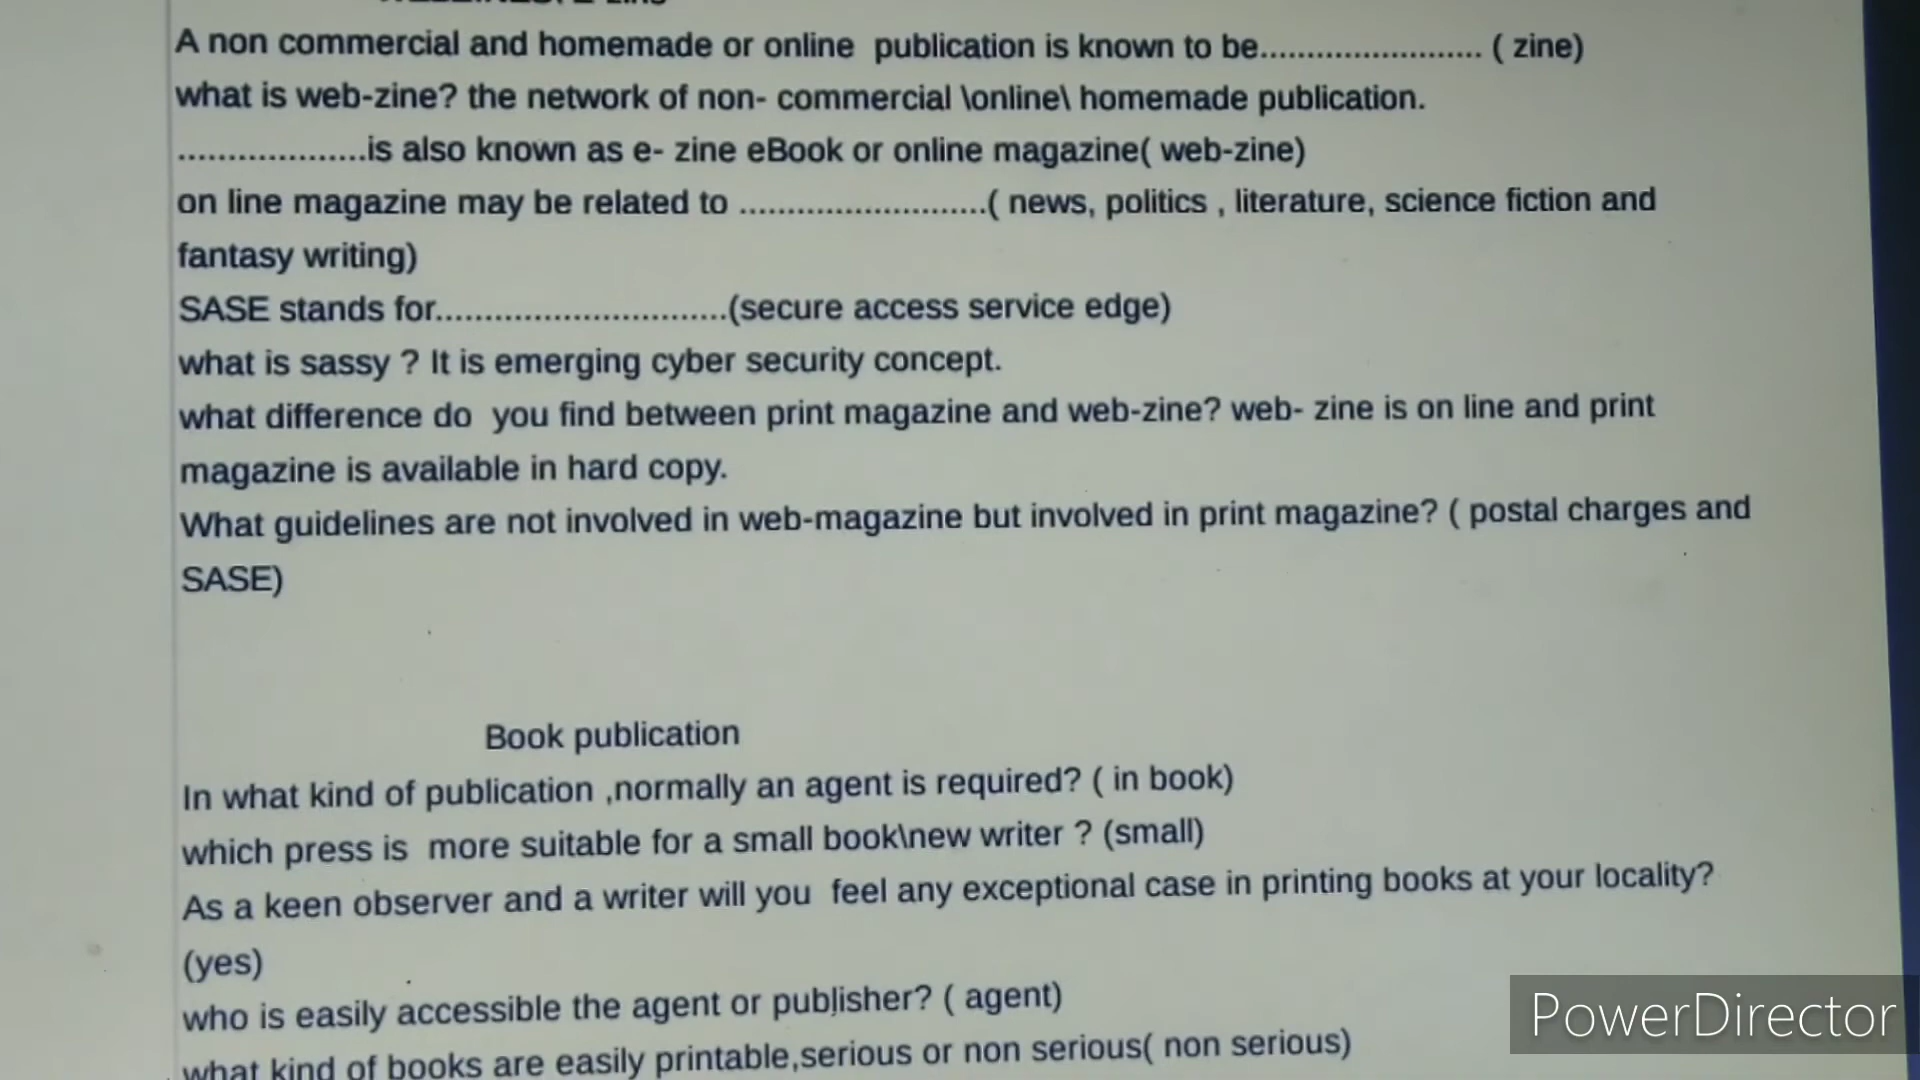 A non commercial and homemade or online publication is known to be........................ ( zine)
what is web-zine? the network of non- commercial \online\ homemade publication.
....................is also known as e- zine eBook or online magazine( web-zine)
on line magazine may be related to ..........................( news, politics , literature, science fiction and
fantasy writing)
SASE stands for..............................(secure access service edge)
what is sassy ? It is emerging cyber security concept.
what difference do you find between print magazine and web-zine? web- zine is on line and print
magazine is available in hard copy.
What guidelines are not involved in web-magazine but involved in print magazine? ( postal charges and
SASE)
Book publication
In what kind of publication ,normally an agent is required? ( in book)
which press is more suitable for a small book\new writer ? (small)
As a keen observer and a writer will you feel any exceptional case in printing books at your locality?
(yes)
who is easily accessible the agent or publisher? ( agent)
what kind of books are easily printable,serious or non serious( non serious)
PowerDirector